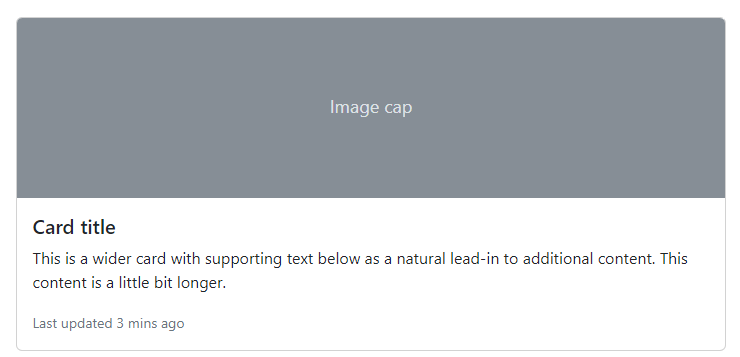 Image cap
Card title
This is a wider card with supporting text below as a natural lead-in to additional content. This
content is a little bit longer.
Last updated 3 mins ago